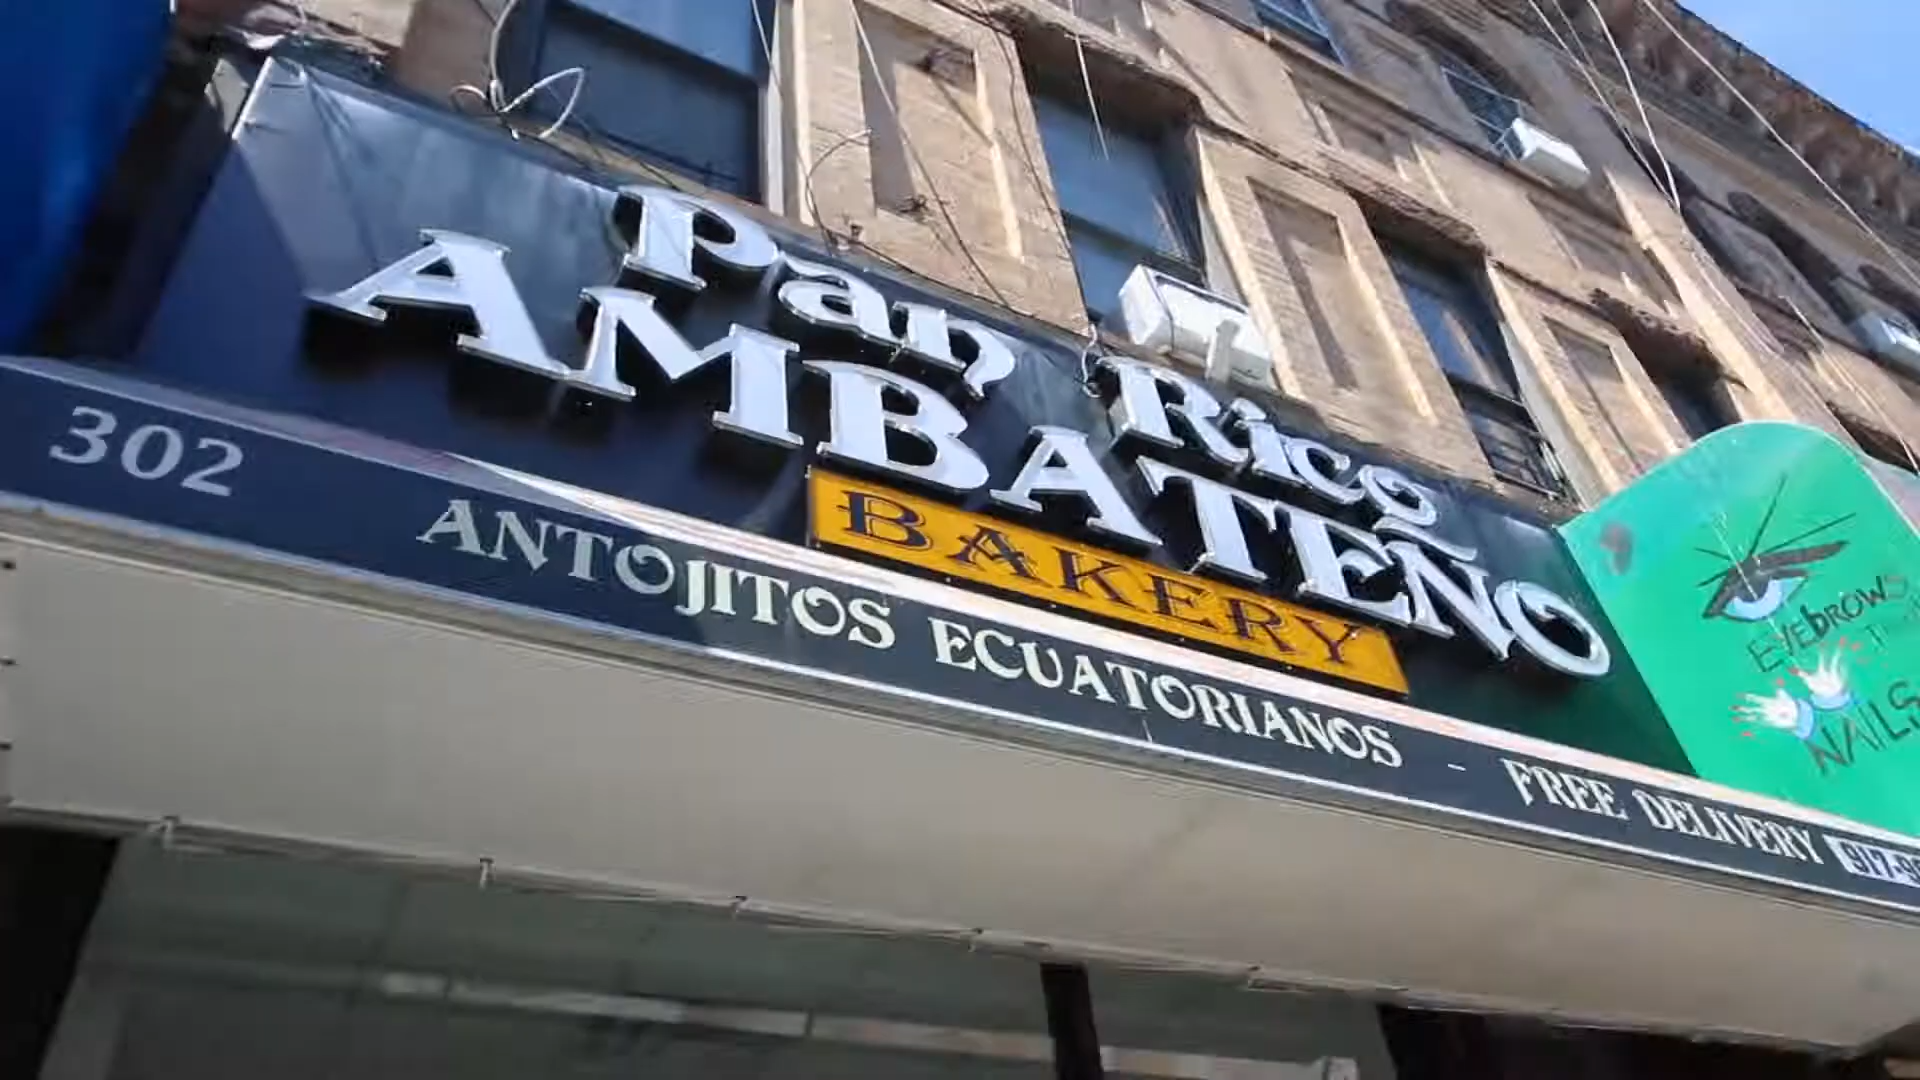 Pan Rico
AMBATEÑO
BAKERY
302
ANTOJITOS ECUATORIANOS - FREE DELIVERY
EYEbROWS
NAILS